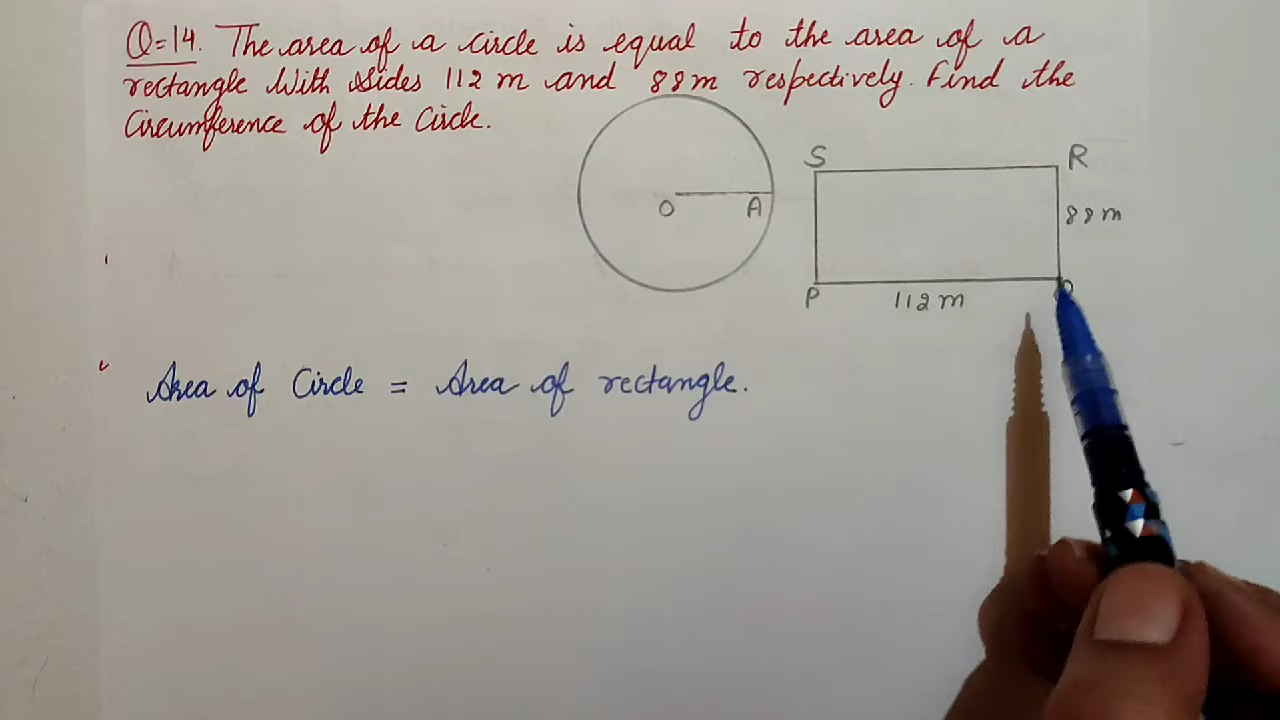 Q=14. The area of a circle is equal to the area of a
rectangle With Sides 112 m and 88m respectively. Find the
Circumference of the Circle.
S
R
O
A
88 m
P
112 m
Area of Circle = Area of rectangle.